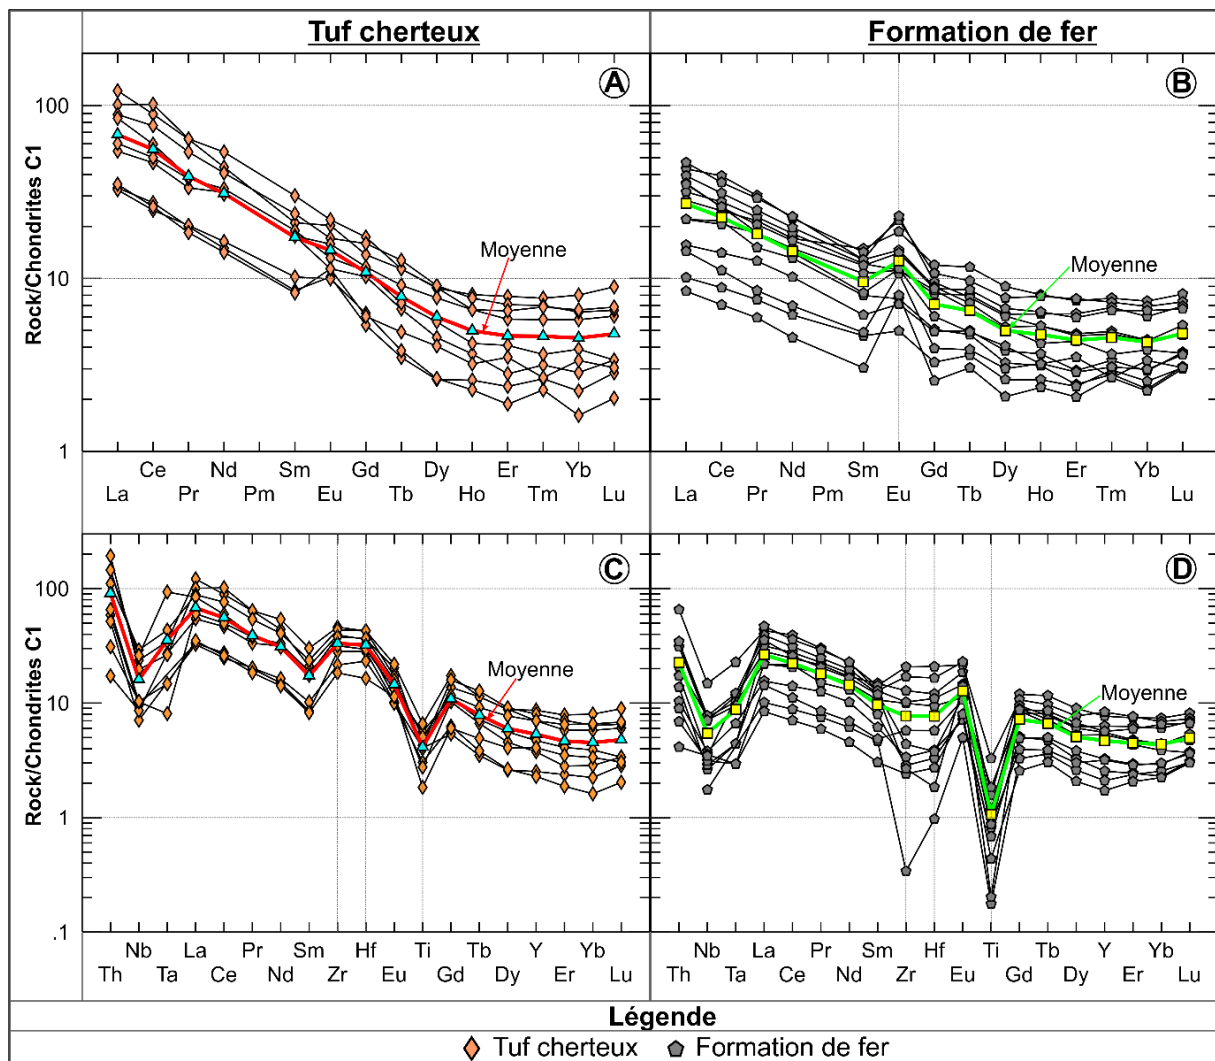 Tuf cherteux
Formation de fer
A
B
Rock/Chondrites C1
100
10
1
Moyenne
Moyenne
Ce Nd Sm Gd Dy Er Yb
La Pr Pm Eu Tb Ho Tm Lu
Ce Nd Sm Gd Dy Er Yb
La Pr Pm Eu Tb Ho Tm Lu
C
D
Rock/Chondrites C1
100
10
1
.1
Moyenne
Moyenne
Nb La Pr Sm Hf Ti Tb Y Yb
Th Ta Ce Nd Zr Eu Gd Dy Er Lu
Nb La Pr Sm Hf Ti Tb Y Yb
Th Ta Ce Nd Zr Eu Gd Dy Er Lu
Légende
Tuf cherteux Formation de fer